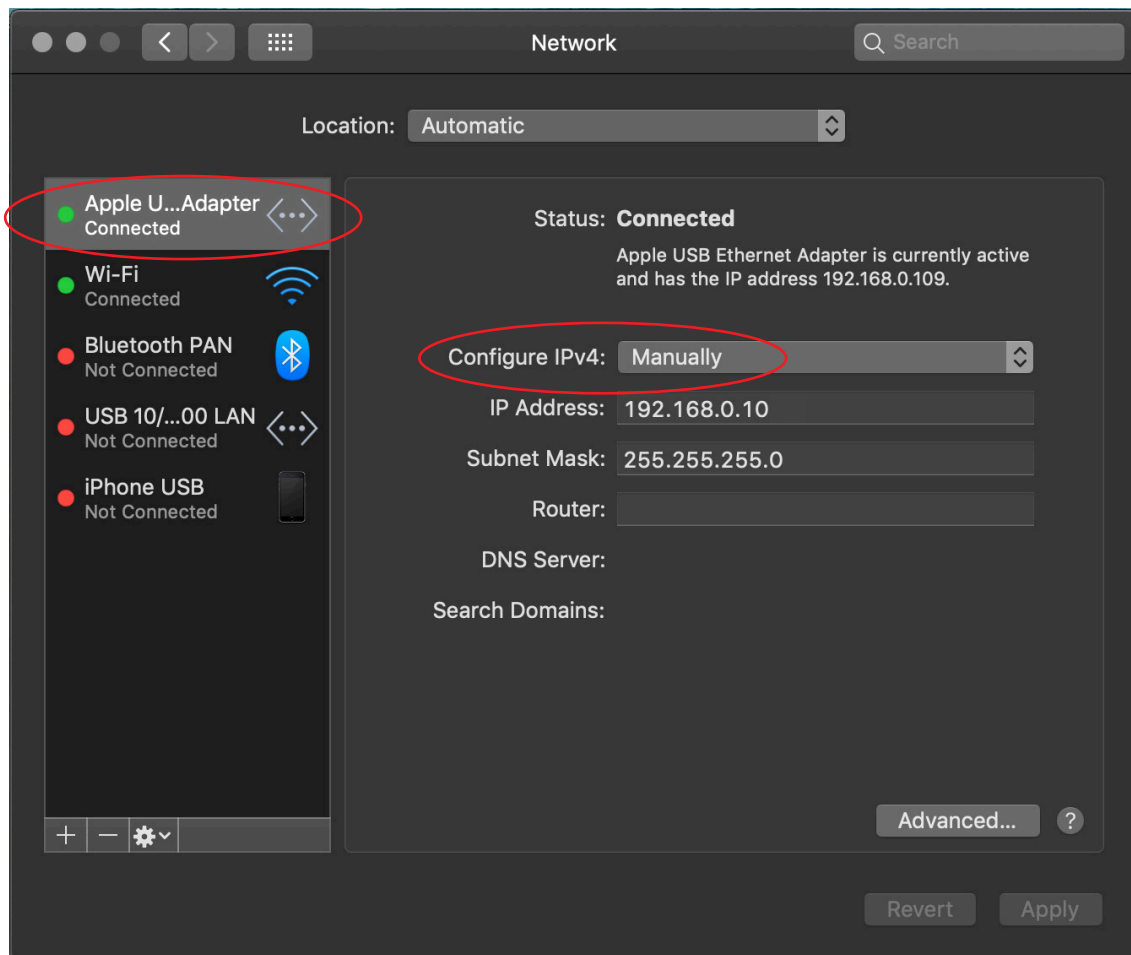 Network
Search
Location: Automatic
Apple U...Adapter
Connected
Wi-Fi
Connected
Bluetooth PAN
Not Connected
USB 10/...00 LAN
Not Connected
iPhone USB
Not Connected
Status: Connected
Apple USB Ethernet Adapter is currently active
and has the IP address 192.168.0.109.
Configure IPv4: Manually
IP Address: 192.168.0.10
Subnet Mask: 255.255.255.0
Router:
DNS Server:
Search Domains:
Advanced...
?
Revert
Apply